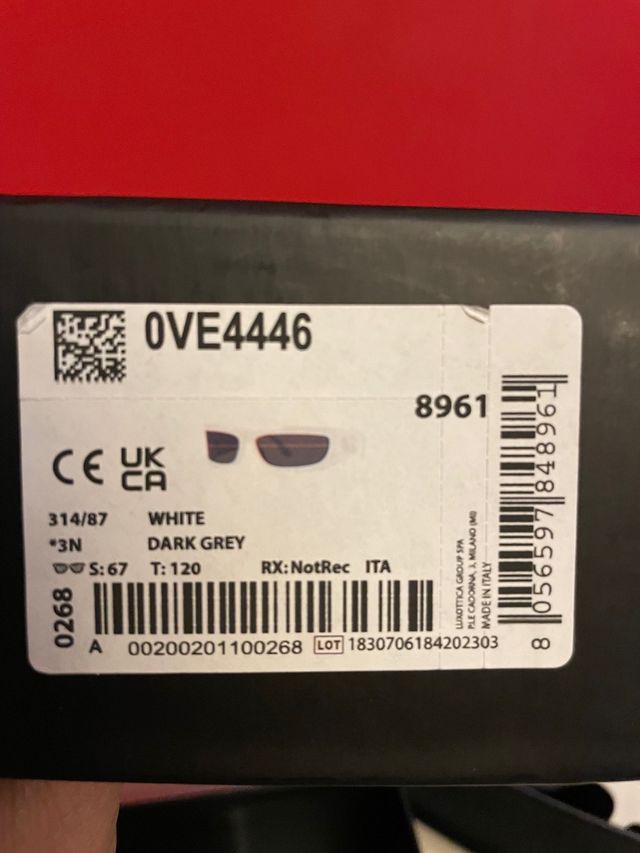 0VE4446
8961
CE UK
CA
314/87 WHITE
*3N DARK GREY
S: 67 T: 120 RX: NotRec ITA
0268
A 00200201100268 LOT 1830706184202303
LUXOTTICA GROUP SPA
P.LE CADORNA, 3, MILANO (MI)
MADE IN ITALY
8 056597 848961